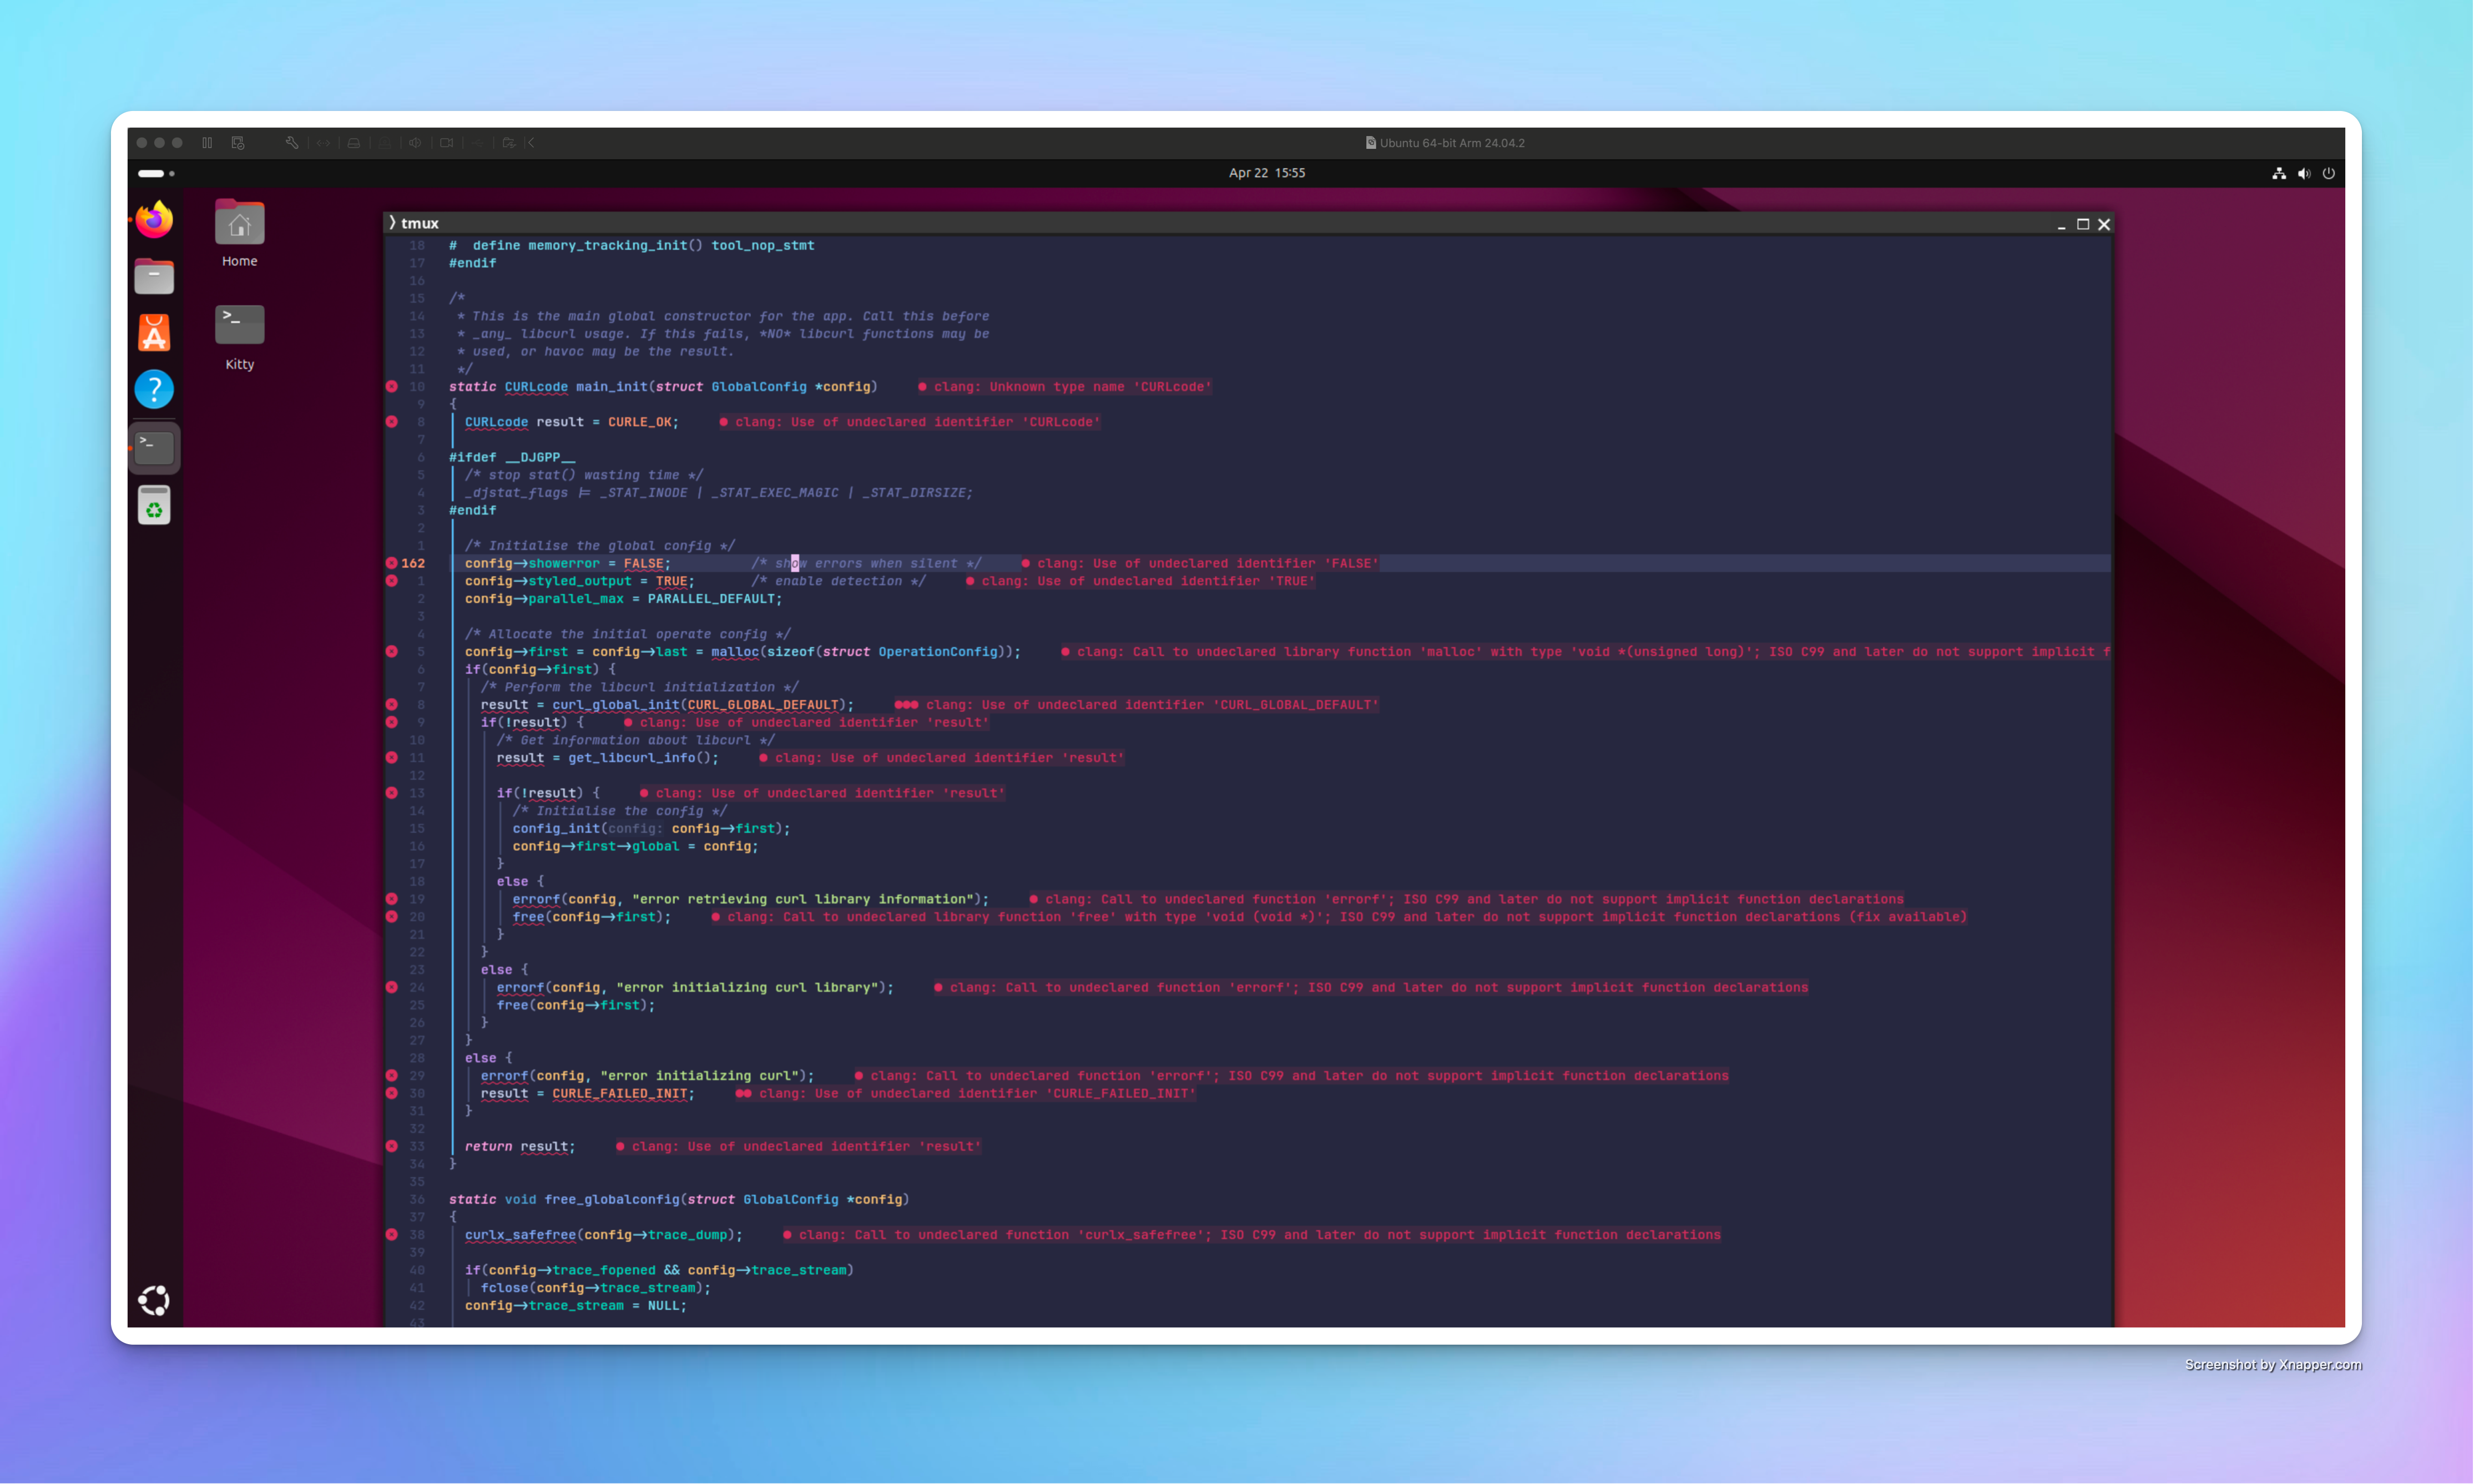 Ubuntu 64-bit Arm 24.04.2
Apr 22 15:55
Home
Kitty
❭ tmux
18 # define memory_tracking_init() tool_nop_stmt
17 #endif
16
15 /*
14 * This is the main global constructor for the app. Call this before
13 * _any_ libcurl usage. If this fails, *NO* libcurl functions may be
12 * used, or havoc may be the result.
11 */
10 static CURLcode main_init(struct GlobalConfig *config) ● clang: Unknown type name 'CURLcode'
9 {
8 CURLcode result = CURLE_OK; ● clang: Use of undeclared identifier 'CURLcode'
7
6 #ifdef __DJGPP__
5 /* stop stat() wasting time */
4 _djstat_flags |= _STAT_INODE | _STAT_EXEC_MAGIC | _STAT_DIRSIZE;
3 #endif
2
1 /* Initialise the global config */
162 config->showerror = FALSE; /* show errors when silent */ ● clang: Use of undeclared identifier 'FALSE'
1 config->styled_output = TRUE; /* enable detection */ ● clang: Use of undeclared identifier 'TRUE'
2 config->parallel_max = PARALLEL_DEFAULT;
3
4 /* Allocate the initial operate config */
5 config->first = config->last = malloc(sizeof(struct OperationConfig)); ● clang: Call to undeclared library function 'malloc' with type 'void *(unsigned long)'; ISO C99 and later do not support implicit f
6 if(config->first) {
7 /* Perform the libcurl initialization */
8 result = curl_global_init(CURL_GLOBAL_DEFAULT); ●●● clang: Use of undeclared identifier 'CURL_GLOBAL_DEFAULT'
9 if(!result) { ● clang: Use of undeclared identifier 'result'
10 /* Get information about libcurl */
11 result = get_libcurl_info(); ● clang: Use of undeclared identifier 'result'
12
13 if(!result) { ● clang: Use of undeclared identifier 'result'
14 /* Initialise the config */
15 config_init(config: config->first);
16 config->first->global = config;
17 }
18 else {
19 errorf(config, "error retrieving curl library information"); ● clang: Call to undeclared function 'errorf'; ISO C99 and later do not support implicit function declarations
20 free(config->first); ● clang: Call to undeclared library function 'free' with type 'void (void *)'; ISO C99 and later do not support implicit function declarations (fix available)
21 }
22 }
23 else {
24 errorf(config, "error initializing curl library"); ● clang: Call to undeclared function 'errorf'; ISO C99 and later do not support implicit function declarations
25 free(config->first);
26 }
27 }
28 else {
29 errorf(config, "error initializing curl"); ● clang: Call to undeclared function 'errorf'; ISO C99 and later do not support implicit function declarations
30 result = CURLE_FAILED_INIT; ●● clang: Use of undeclared identifier 'CURLE_FAILED_INIT'
31 }
32
33 return result; ● clang: Use of undeclared identifier 'result'
34 }
35
36 static void free_globalconfig(struct GlobalConfig *config)
37 {
38 curlx_safefree(config->trace_dump); ● clang: Call to undeclared function 'curlx_safefree'; ISO C99 and later do not support implicit function declarations
39
40 if(config->trace_fopened && config->trace_stream)
41 fclose(config->trace_stream);
42 config->trace_stream = NULL;
43
Screenshot by Xnapper.com